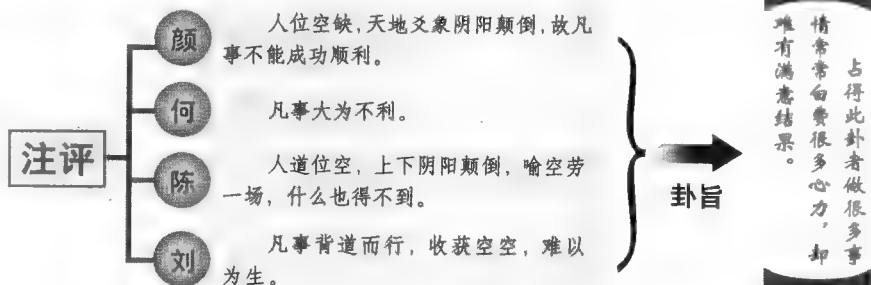 注评
颜
人位空缺，天地爻象阴阳颠倒，故凡
事不能成功顺利。
何
凡事大为不利。
陈
人道位空，上下阴阳颠倒，喻空劳
一场，什么也得不到。
刘
凡事背道而行，收获空空，难以
为生。
卦旨
占得此卦者做很多事
情常常白费很多心力，却
难有满意结果。